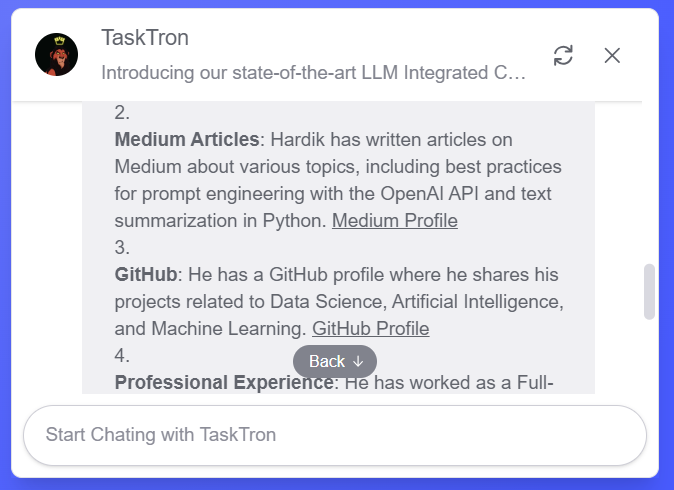 TaskTron
Introducing our state-of-the-art LLM Integrated C...
2.
Medium Articles: Hardik has written articles on
Medium about various topics, including best practices
for prompt engineering with the OpenAI API and text
summarization in Python. Medium Profile
3.
GitHub: He has a GitHub profile where he shares his
projects related to Data Science, Artificial Intelligence,
and Machine Learning. GitHub Profile
4.
Back ↓
Professional Experience: He has worked as a Full-
Start Chating with TaskTron